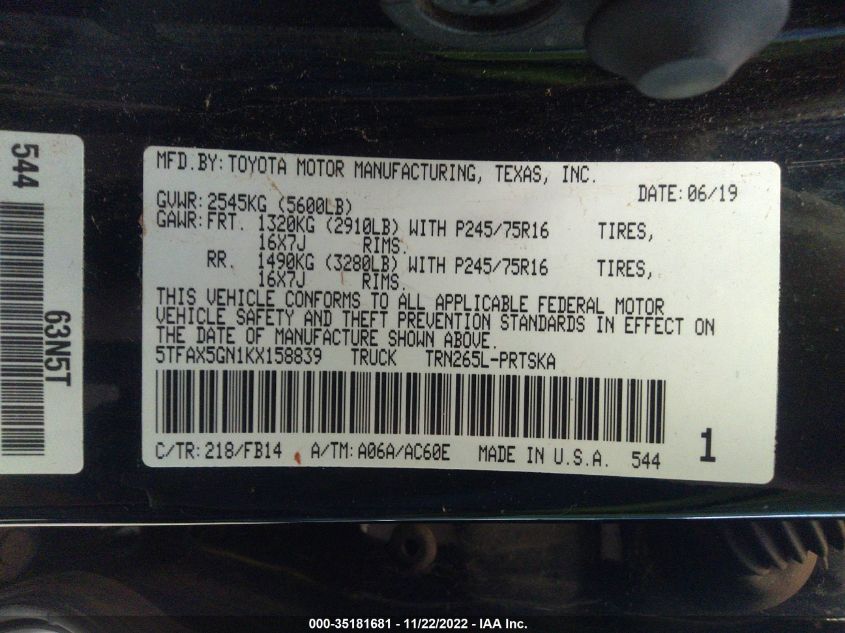 544
63N5T
MFD.BY: TOYOTA MOTOR MANUFACTURING, TEXAS, INC.
DATE: 06/19
GVWR: 2545KG (5600LB)
GAWR: FRT. 1320KG (2910LB) WITH P245/75R16 TIRES,
16X7J RIMS.
RR. 1490KG (3280LB) WITH P245/75R16 TIRES,
16X7J RIMS.
THIS VEHICLE CONFORMS TO ALL APPLICABLE FEDERAL MOTOR
VEHICLE SAFETY AND THEFT PREVENTION STANDARDS IN EFFECT ON
THE DATE OF MANUFACTURE SHOWN ABOVE.
5TFAX5GN1KX158839 TRUCK TRN265L-PRTSKA
C/TR: 218/FB14 A/TM: A06A/AC60E MADE IN U.S.A. 544 1
000-35181681 - 11/22/2022 - IAA Inc.